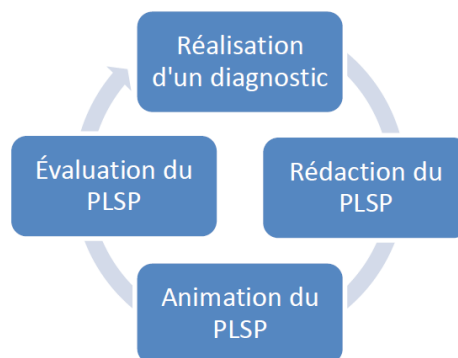 Réalisation
d'un diagnostic
Évaluation du
PLSP
Rédaction du
PLSP
Animation du
PLSP